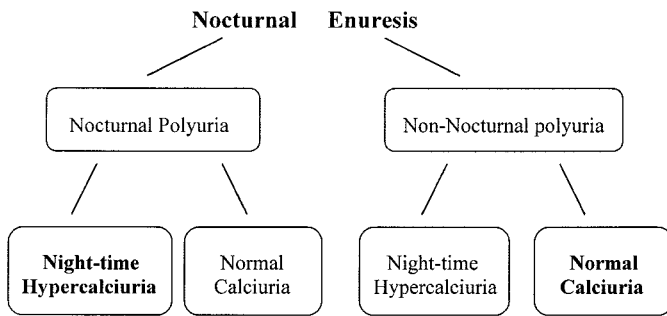 Nocturnal Enuresis
Nocturnal Polyuria
Non-Nocturnal polyuria
Night-time
Hypercalciuria
Normal
Calciuria
Night-time
Hypercalciuria
Normal
Calciuria